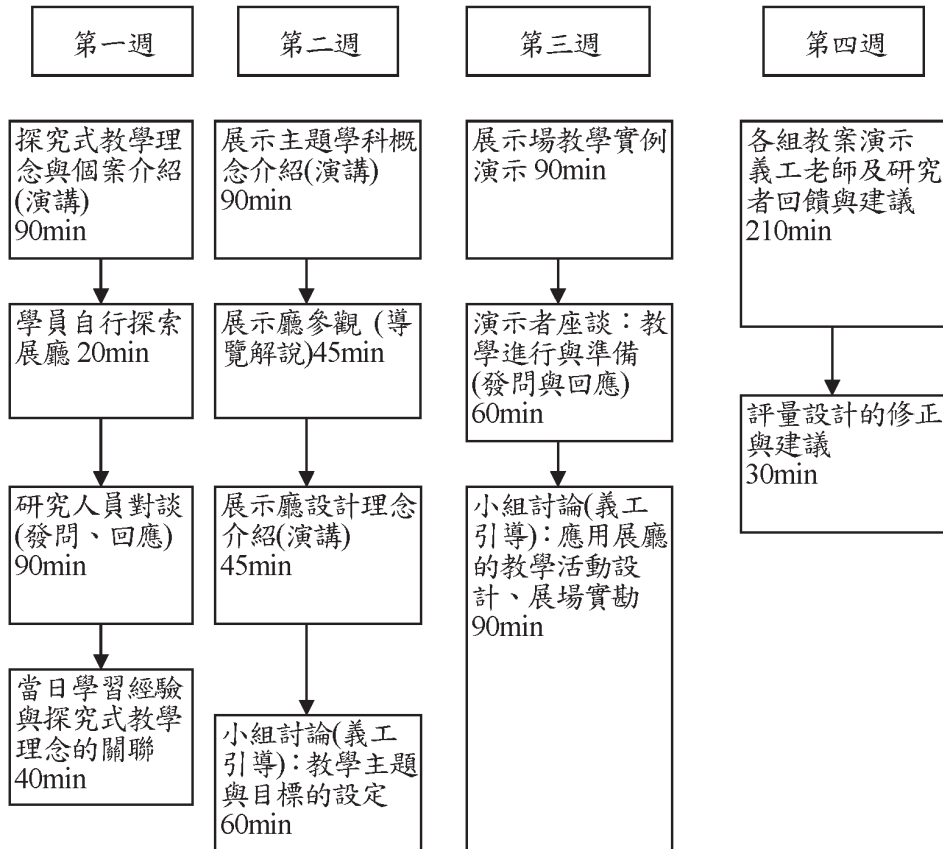 第一週
第二週
第三週
第四週
探究式教學理
念與個案介紹
(演講)
90min
學員自行探索
展廳 20min
研究人員對談
(發問、回應)
90min
當日學習經驗
與探究式教學
理念的關聯
40min
展示主題學科概
念介紹(演講)
90min
展示廳參觀 (導
覽解說)45min
展示廳設計理念
介紹(演講)
45min
小組討論(義工
引導)：教學主題
與目標的設定
60min
展示場教學實例
演示 90min
演示者座談：教
學進行與準備
(發問與回應)
60min
小組討論(義工
引導)：應用展廳
的教學活動設
計、展場實勘
90min
各組教案演示
義工老師及研究
者回饋與建議
210min
評量設計的修正
與建議
30min